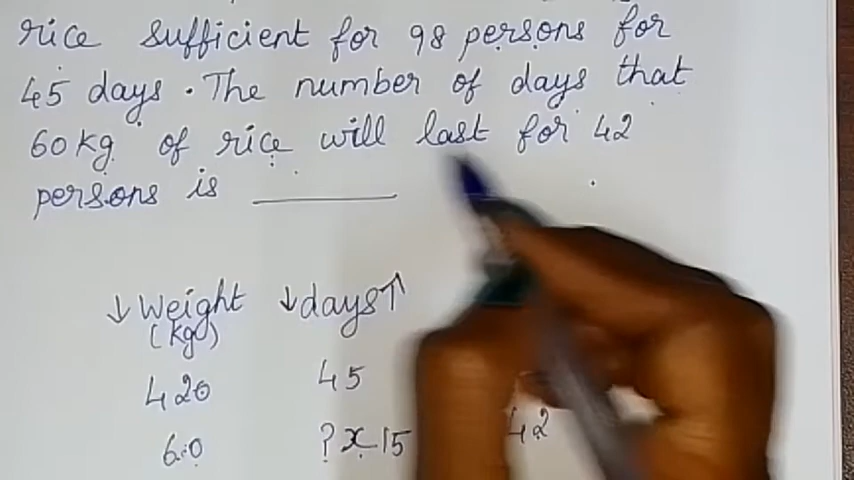 rice sufficient for 98 persons for
45 days. The number of days that
60 kg of rice will last for 42
persons is ______
↓ Weight ↓ days ↑
(kg)
420 45
60 ? x 15 42